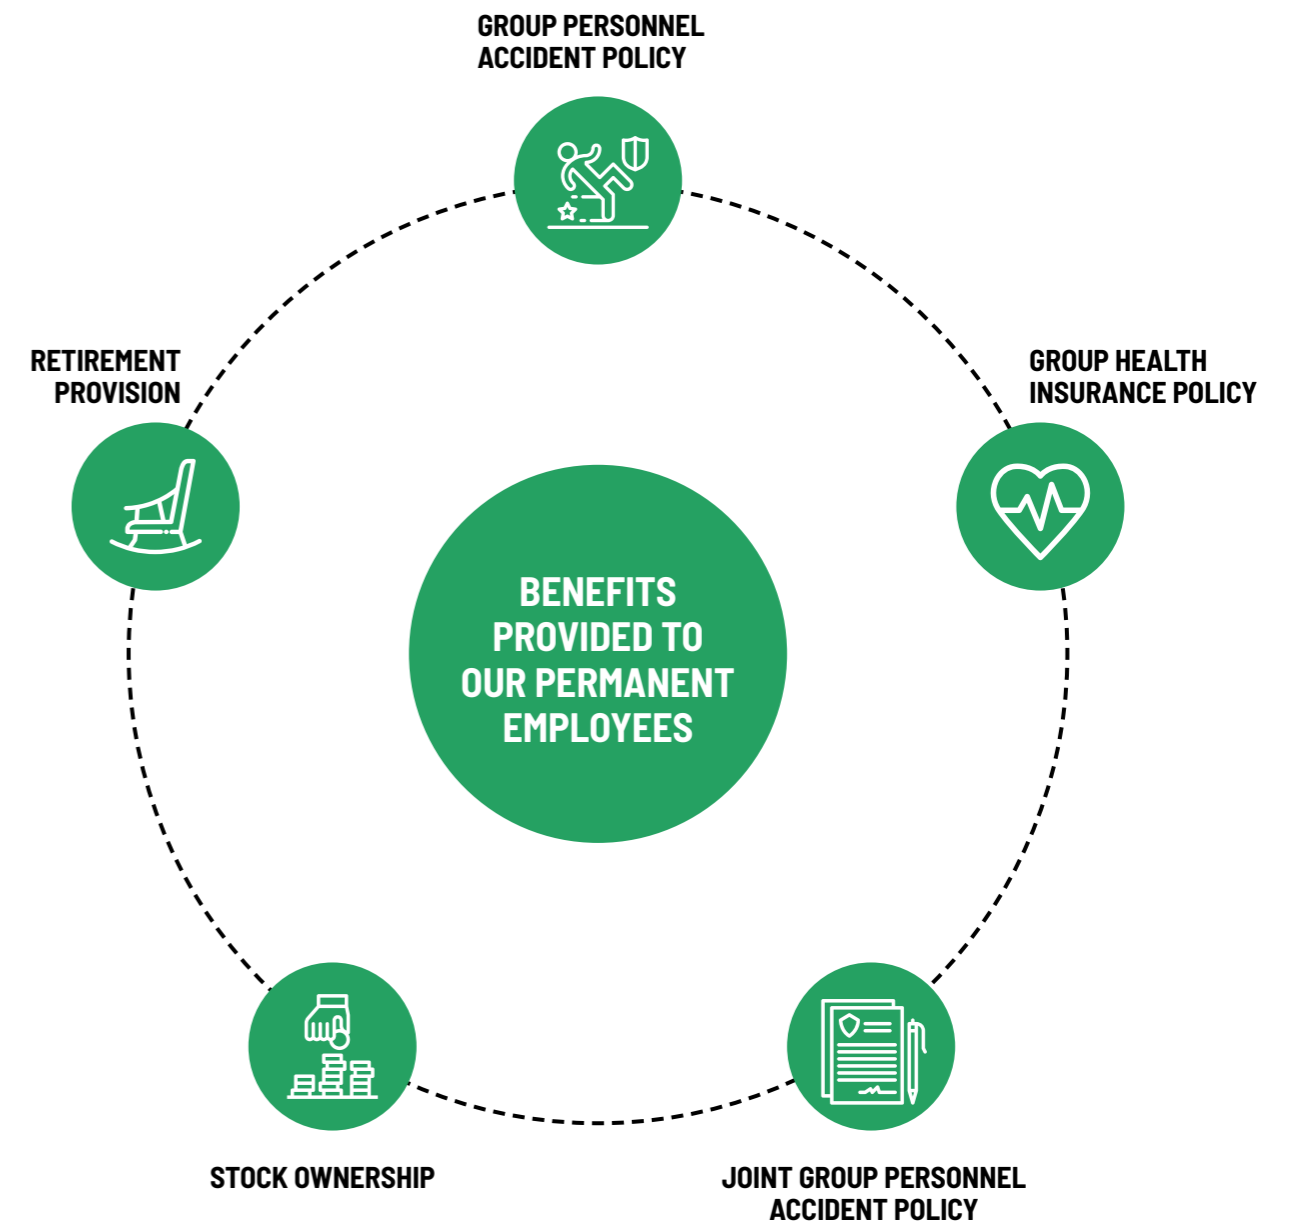 GROUP PERSONNEL
ACCIDENT POLICY
RETIREMENT
PROVISION
GROUP HEALTH
INSURANCE POLICY
BENEFITS
PROVIDED TO
OUR PERMANENT
EMPLOYEES
STOCK OWNERSHIP
JOINT GROUP PERSONNEL
ACCIDENT POLICY